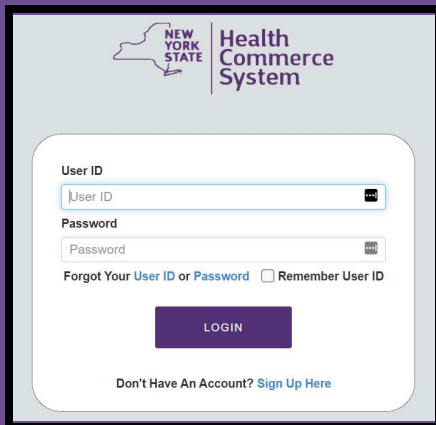 NEW
YORK
STATE
Health
Commerce
System
User ID
User ID
Password
Password
Forgot Your User ID or Password Remember User ID
LOGIN
Don't Have An Account? Sign Up Here